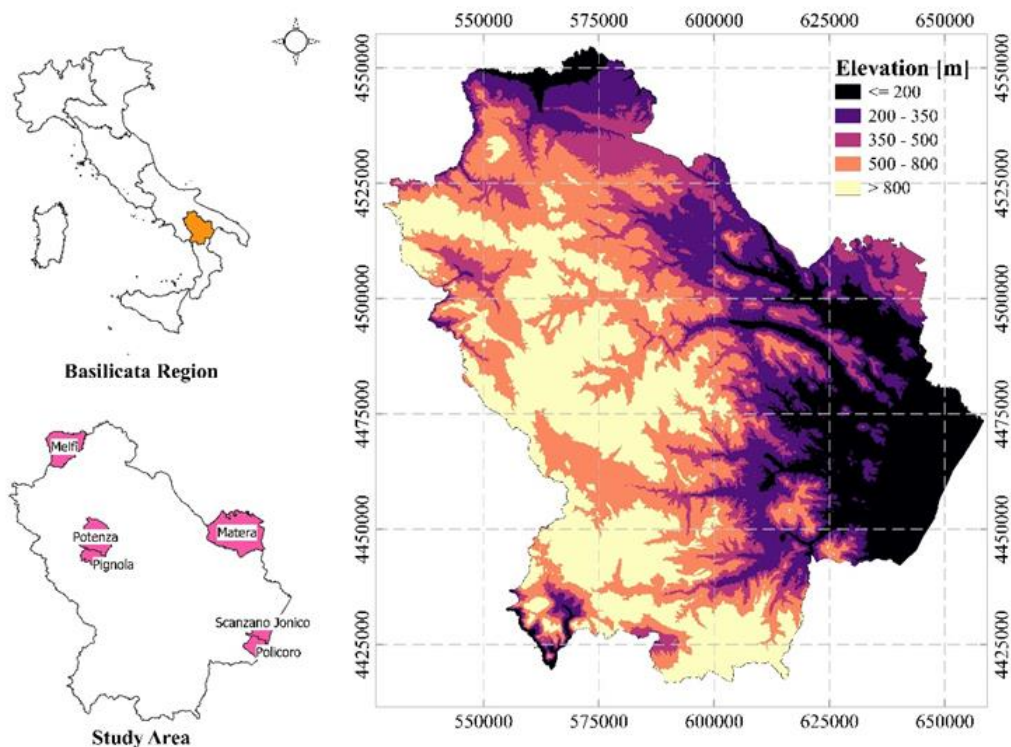 Basilicata Region
Melfi
Potenza
Pignola
Matera
Scanzano Jonico
Policoro
Study Area
550000 575000 600000 625000 650000
4550000
4525000
4500000
4475000
4450000
4425000
Elevation [m]
<= 200
200 - 350
350 - 500
500 - 800
> 800
4550000
4525000
4500000
4475000
4450000
4425000
550000 575000 600000 625000 650000